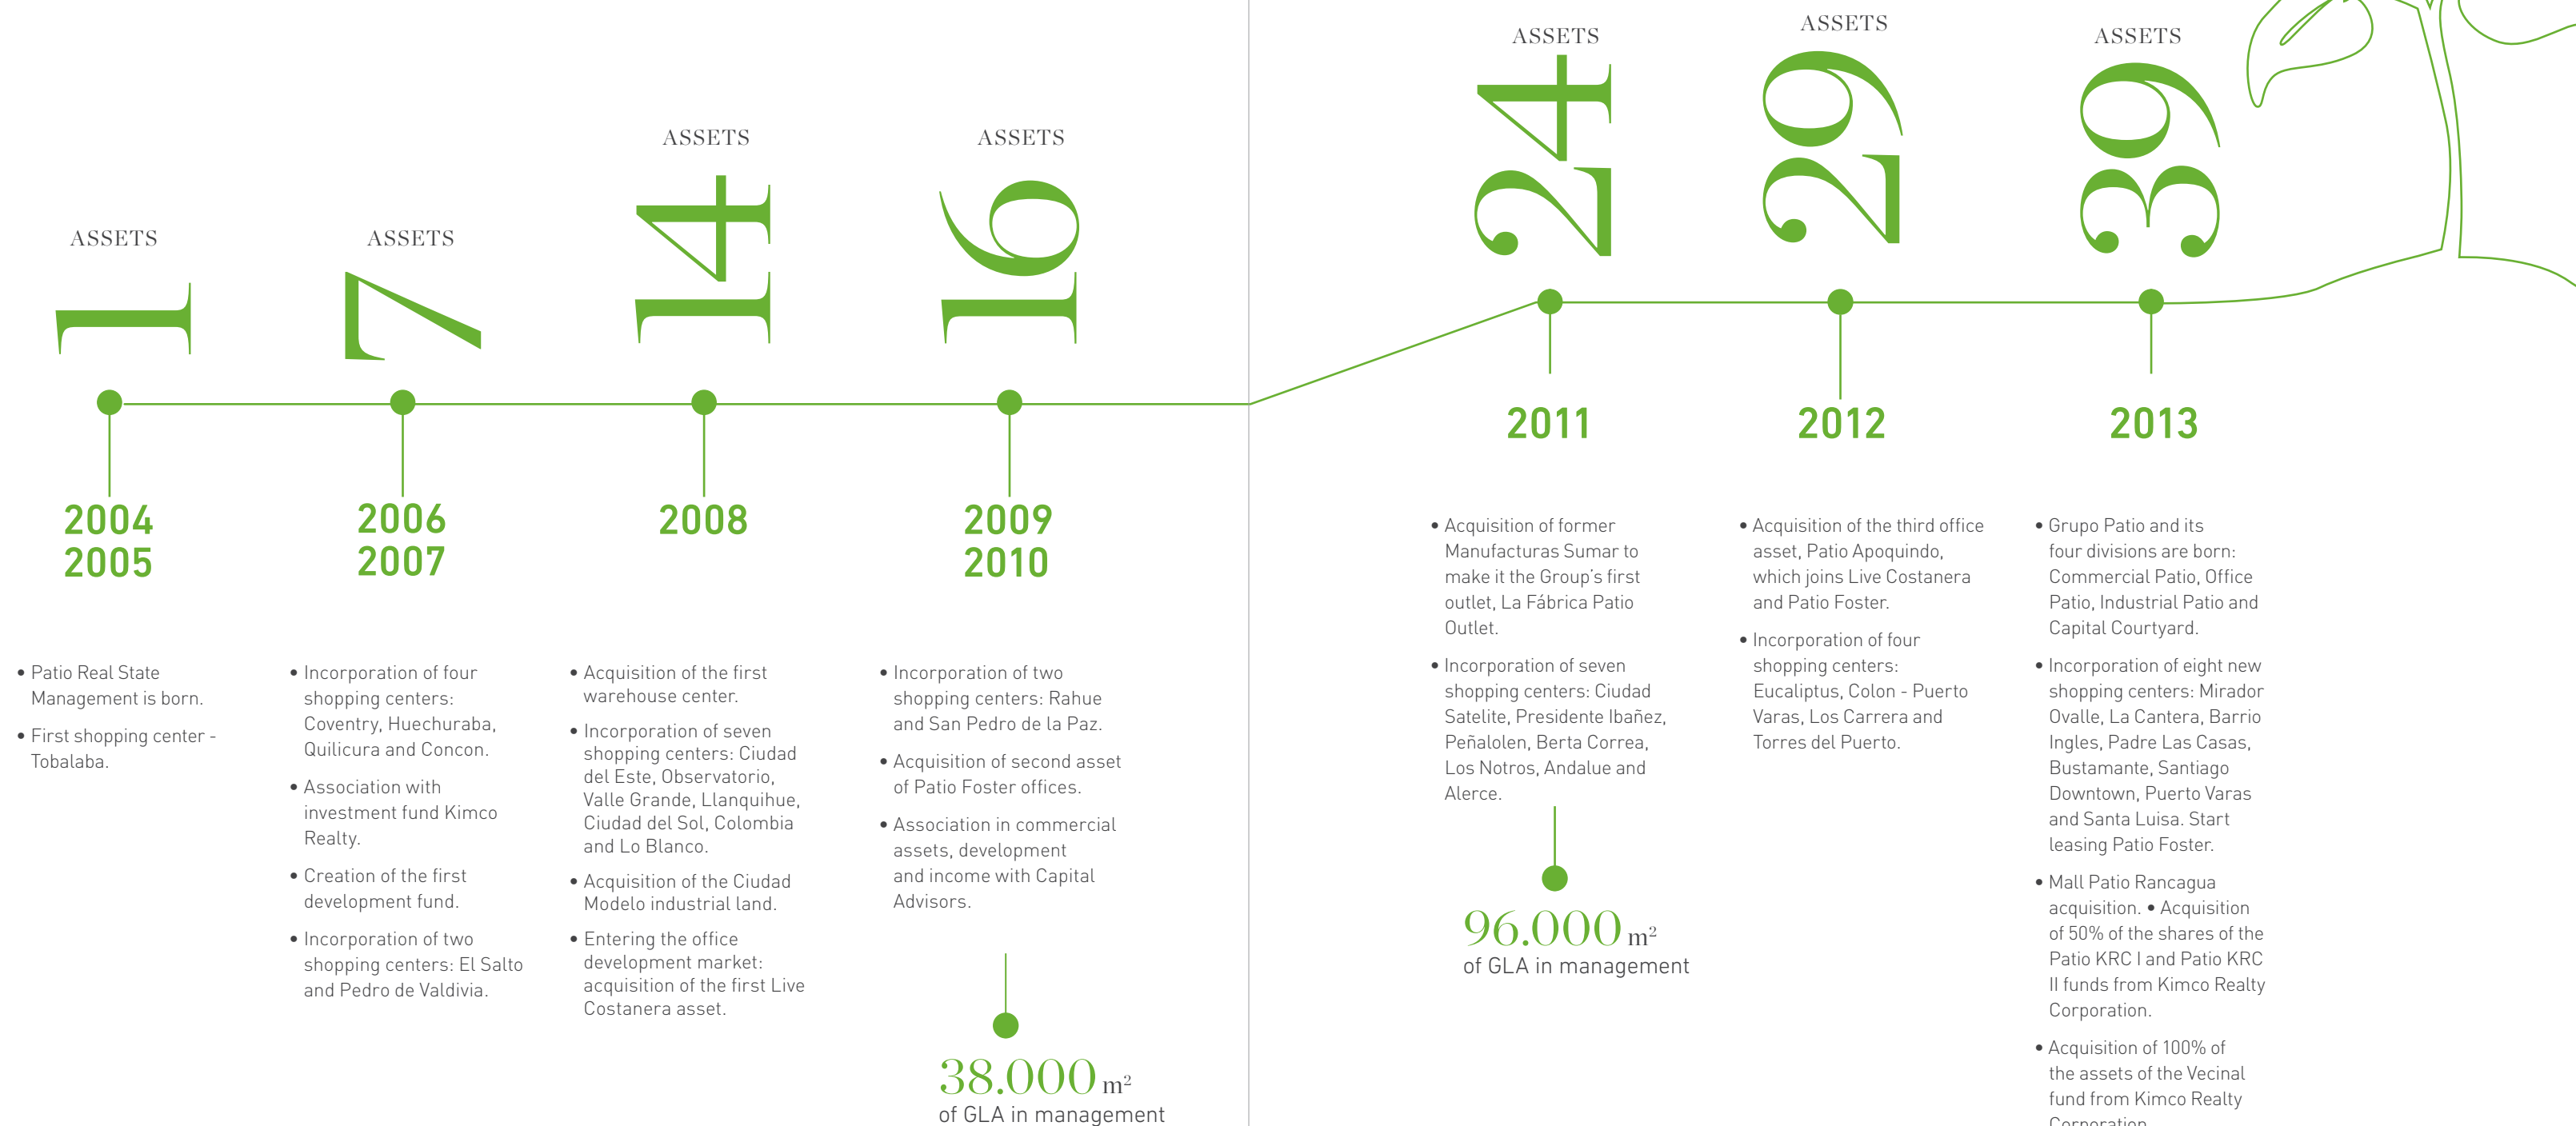 ASSETS
1
2004
2005
• Patio Real State
Management is born.
• First shopping center -
Tobalaba.
ASSETS
7
2006
2007
• Incorporation of four
shopping centers:
Coventry, Huechuraba,
Quilicura and Concon.
• Association with
investment fund Kimco
Realty.
• Creation of the first
development fund.
• Incorporation of two
shopping centers: El Salto
and Pedro de Valdivia.
ASSETS
14
2008
• Acquisition of the first
warehouse center.
• Incorporation of seven
shopping centers: Ciudad
del Este, Observatorio,
Valle Grande, Llanquihue,
Ciudad del Sol, Colombia
and Lo Blanco.
• Acquisition of the Ciudad
Modelo industrial land.
• Entering the office
development market:
acquisition of the first Live
Costanera asset.
ASSETS
16
2009
2010
• Incorporation of two
shopping centers: Rahue
and San Pedro de la Paz.
• Acquisition of second asset
of Patio Foster offices.
• Association in commercial
assets, development
and income with Capital
Advisors.
38.000 m²
of GLA in management
ASSETS
24
2011
• Acquisition of former
Manufacturas Sumar to
make it the Group's first
outlet, La Fábrica Patio
Outlet.
• Incorporation of seven
shopping centers: Ciudad
Satelite, Presidente Ibañez,
Peñalolen, Berta Correa,
Los Notros, Andalue and
Alerce.
96.000 m²
of GLA in management
ASSETS
29
2012
• Acquisition of the third office
asset, Patio Apoquindo,
which joins Live Costanera
and Patio Foster.
• Incorporation of four
shopping centers:
Eucaliptus, Colon - Puerto
Varas, Los Carrera and
Torres del Puerto.
ASSETS
39
2013
• Grupo Patio and its
four divisions are born:
Commercial Patio, Office
Patio, Industrial Patio and
Capital Courtyard.
• Incorporation of eight new
shopping centers: Mirador
Ovalle, La Cantera, Barrio
Ingles, Padre Las Casas,
Bustamante, Santiago
Downtown, Puerto Varas
and Santa Luisa. Start
leasing Patio Foster.
• Mall Patio Rancagua
acquisition. • Acquisition
of 50% of the shares of the
Patio KRC I and Patio KRC
II funds from Kimco Realty
Corporation.
• Acquisition of 100% of
the assets of the Vecinal
fund from Kimco Realty
Corporation.